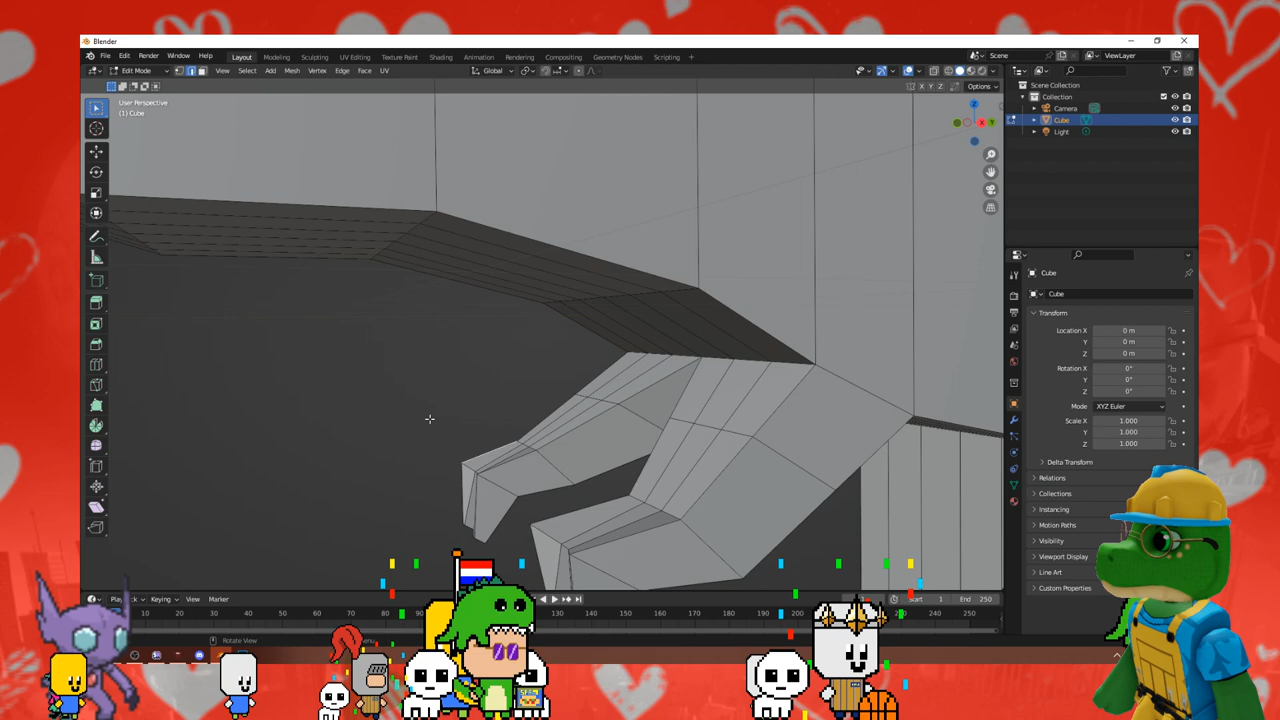 Blender
File Edit Render Window Help Layout Modeling Sculpting UV Editing Texture Paint Shading Animation Rendering Compositing Geometry Nodes Scripting + Scene ViewLayer
Edit Mode View Select Add Mesh Vertex Edge Face UV Global
X Y Z Options
User Perspective
(1) Cube
Z
X
Y
Scene Collection
Collection
Camera
Cube
Light
Cube
Cube
Transform
Location X 0 m
Y 0 m
Z 0 m
Rotation X 0°
Y 0°
Z 0°
Mode XYZ Euler
Scale X 1.000
Y 1.000
Z 1.000
Delta Transform
Relations
Collections
Instancing
Motion Paths
Visibility
Viewport Display
Line Art
Custom Properties
Keying View Marker Start 1 End 250
10 20 30 40 50 60 70 80 130 140 150 160 170 180 190 200 210 220 230 240 250
Rotate View